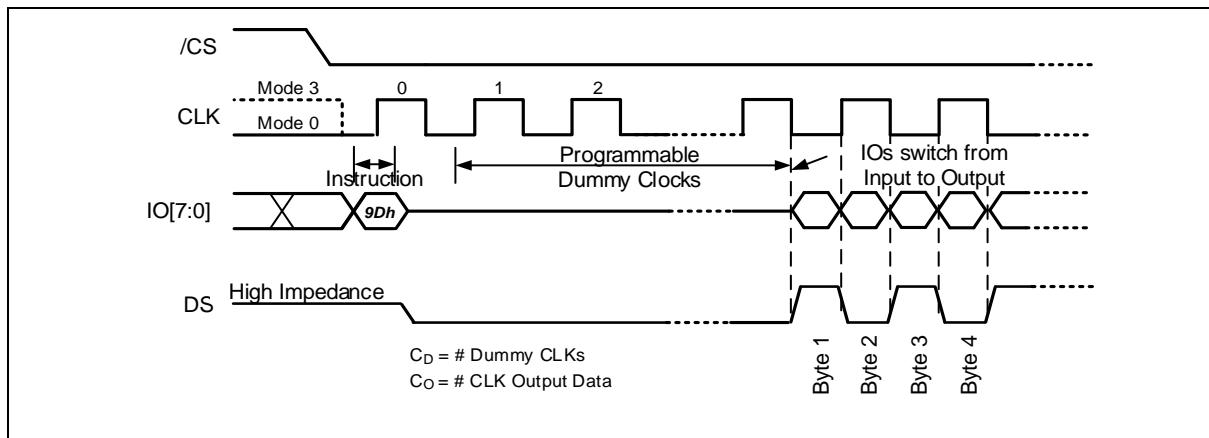 /CS
Mode 3
0
1
2
CLK
Mode 0
Instruction
Programmable
Dummy Clocks
IOs switch from
Input to Output
IO[7:0]
9Dh
High Impedance
DS
CD = # Dummy CLKs
CO = # CLK Output Data
Byte 1
Byte 2
Byte 3
Byte 4